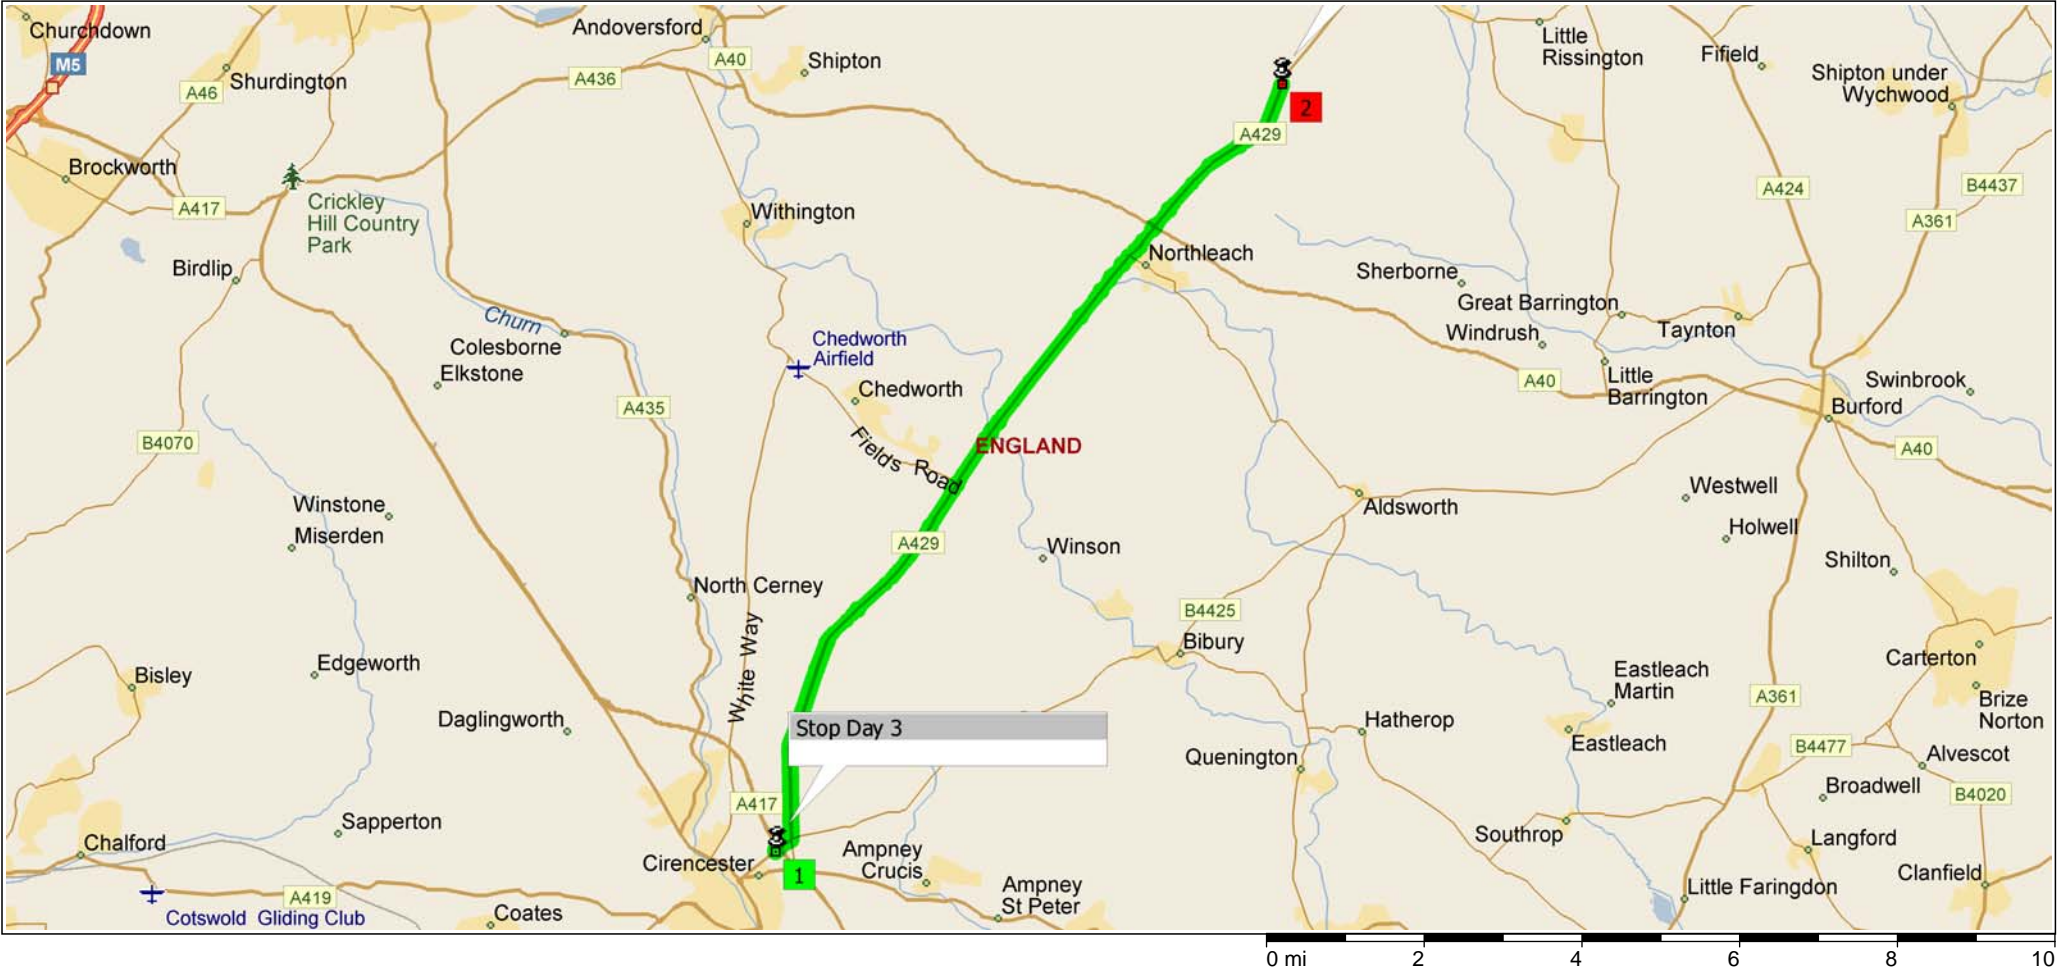 Churchdown
M5
A46
Shurdington
Andoversford
A40
Shipton
A436
Little
Rissington
Fifield
Shipton under
Wychwood
2
A429
Brockworth
A417
Crickley
Hill Country
Park
Withington
A424
B4437
A361
Birdlip
Northleach
Sherborne
Great Barrington
Windrush
Taynton
Churn
Colesborne
Elkstone
Chedworth
Airfield
Chedworth
A40
Little
Barrington
Swinbrook
Burford
A435
B4070
Field's Road
ENGLAND
A40
Winstone
Miserden
Aldsworth
Westwell
Holwell
A429
Winson
Shilton
North Cerney
White Way
B4425
Bibury
Bisley
Edgeworth
Eastleach
Martin
Carterton
A361
Brize
Norton
Daglingworth
Stop Day 3
Hatherop
Eastleach
Quenington
B4477
Alvescot
A417
Broadwell
B4020
Sapperton
Chalford
Southrop
Langford
Cirencester
1
Ampney
Crucis
Clanfield
A419
Cotswold Gliding Club
Coates
Ampney
St Peter
Little Faringdon
0 mi 2 4 6 8 10